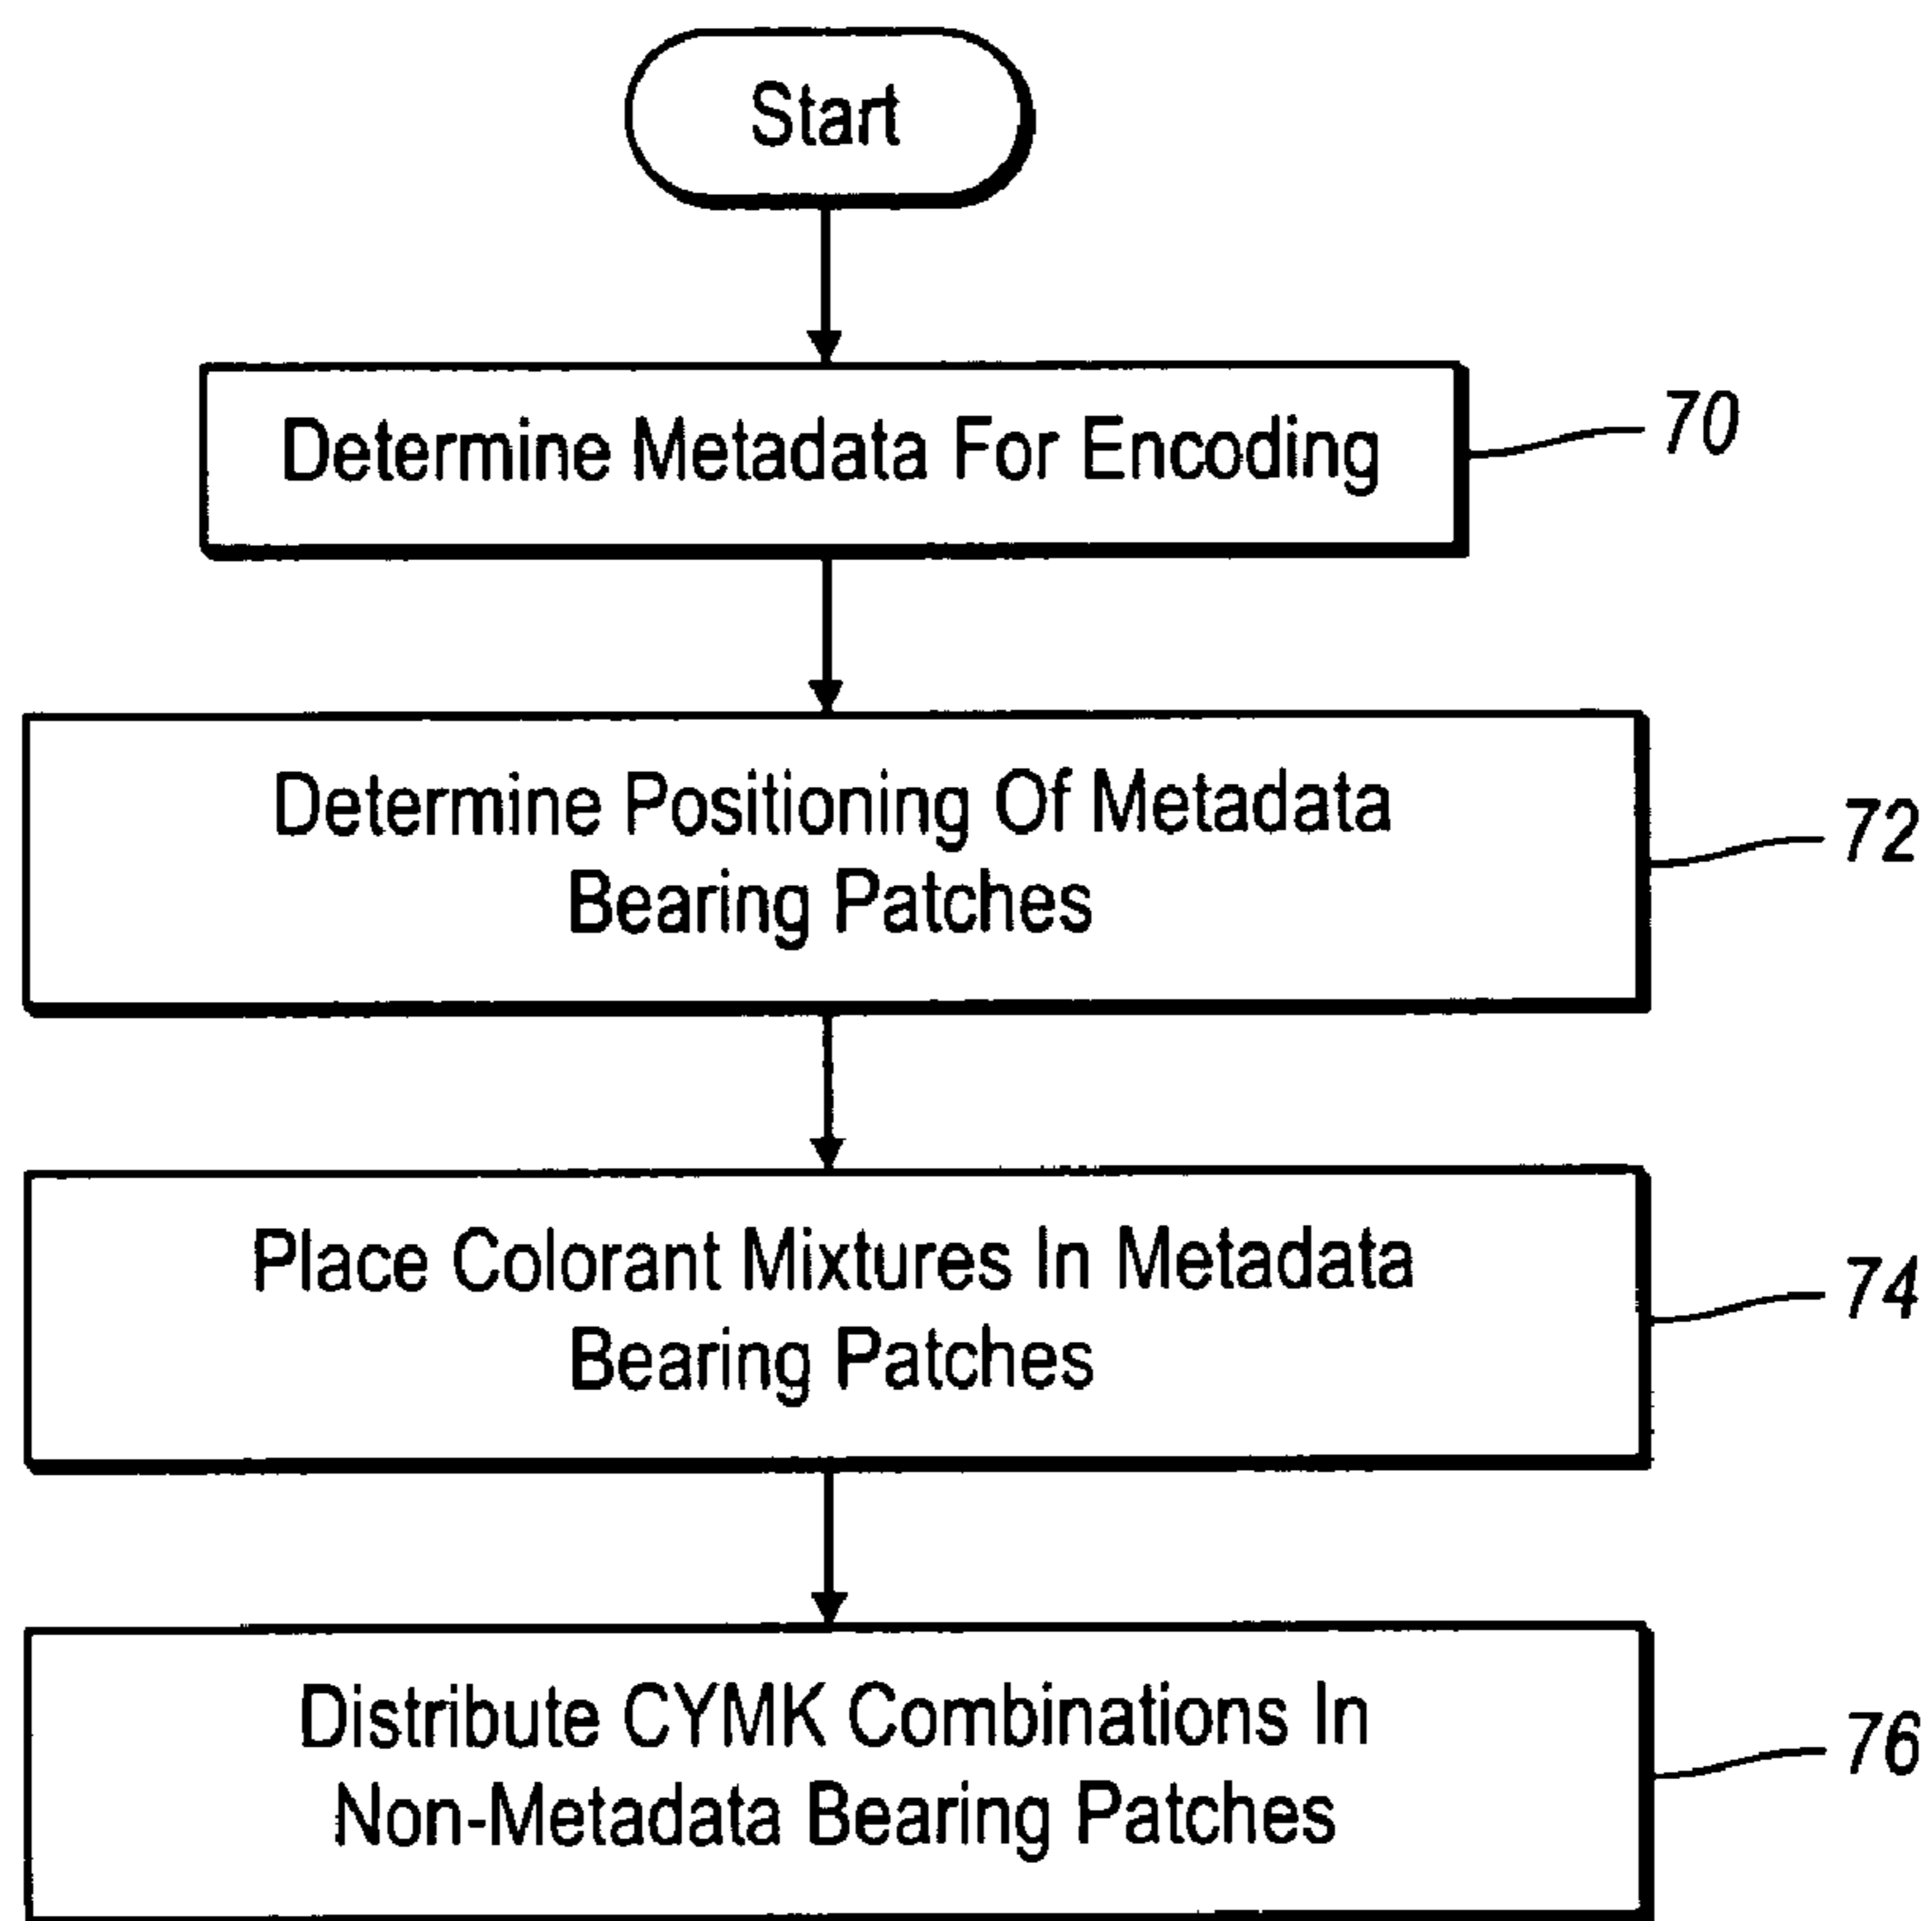 Start
Determine Metadata For Encoding
70
Determine Positioning Of Metadata
Bearing Patches
72
Place Colorant Mixtures In Metadata
Bearing Patches
74
Distribute CYMK Combinations In
Non-Metadata Bearing Patches
76